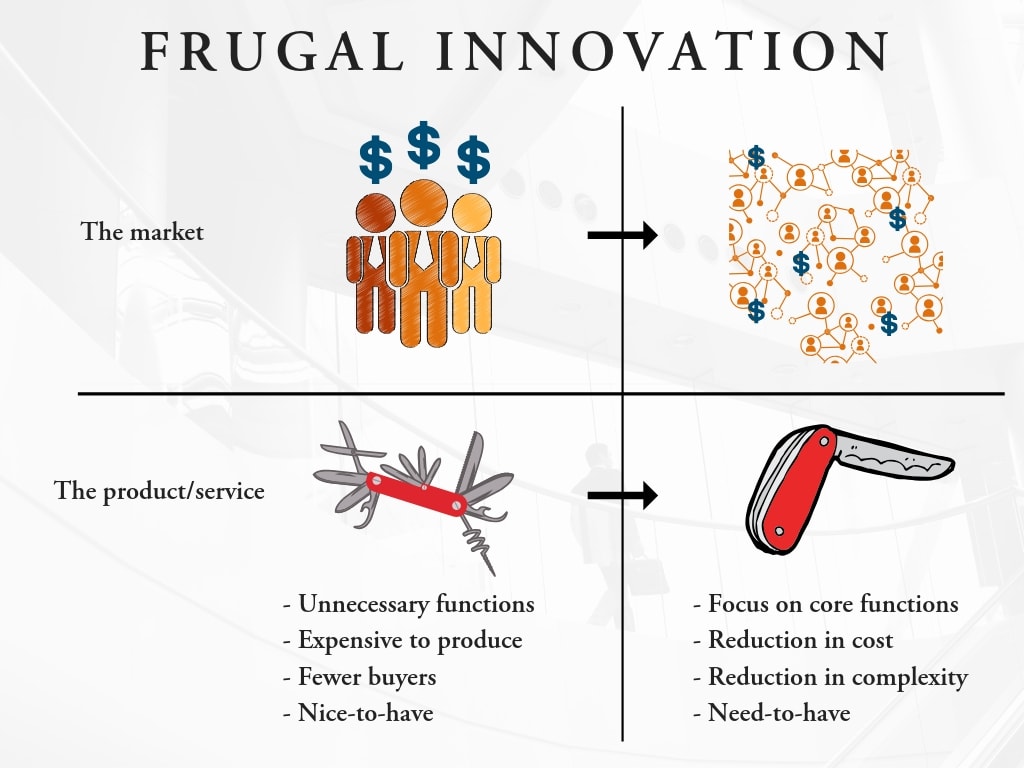 FRUGAL INNOVATION
$ $ $
$
$
$
$
$
The market
The product/service
- Unnecessary functions
- Expensive to produce
- Fewer buyers
- Nice-to-have
- Focus on core functions
- Reduction in cost
- Reduction in complexity
- Need-to-have